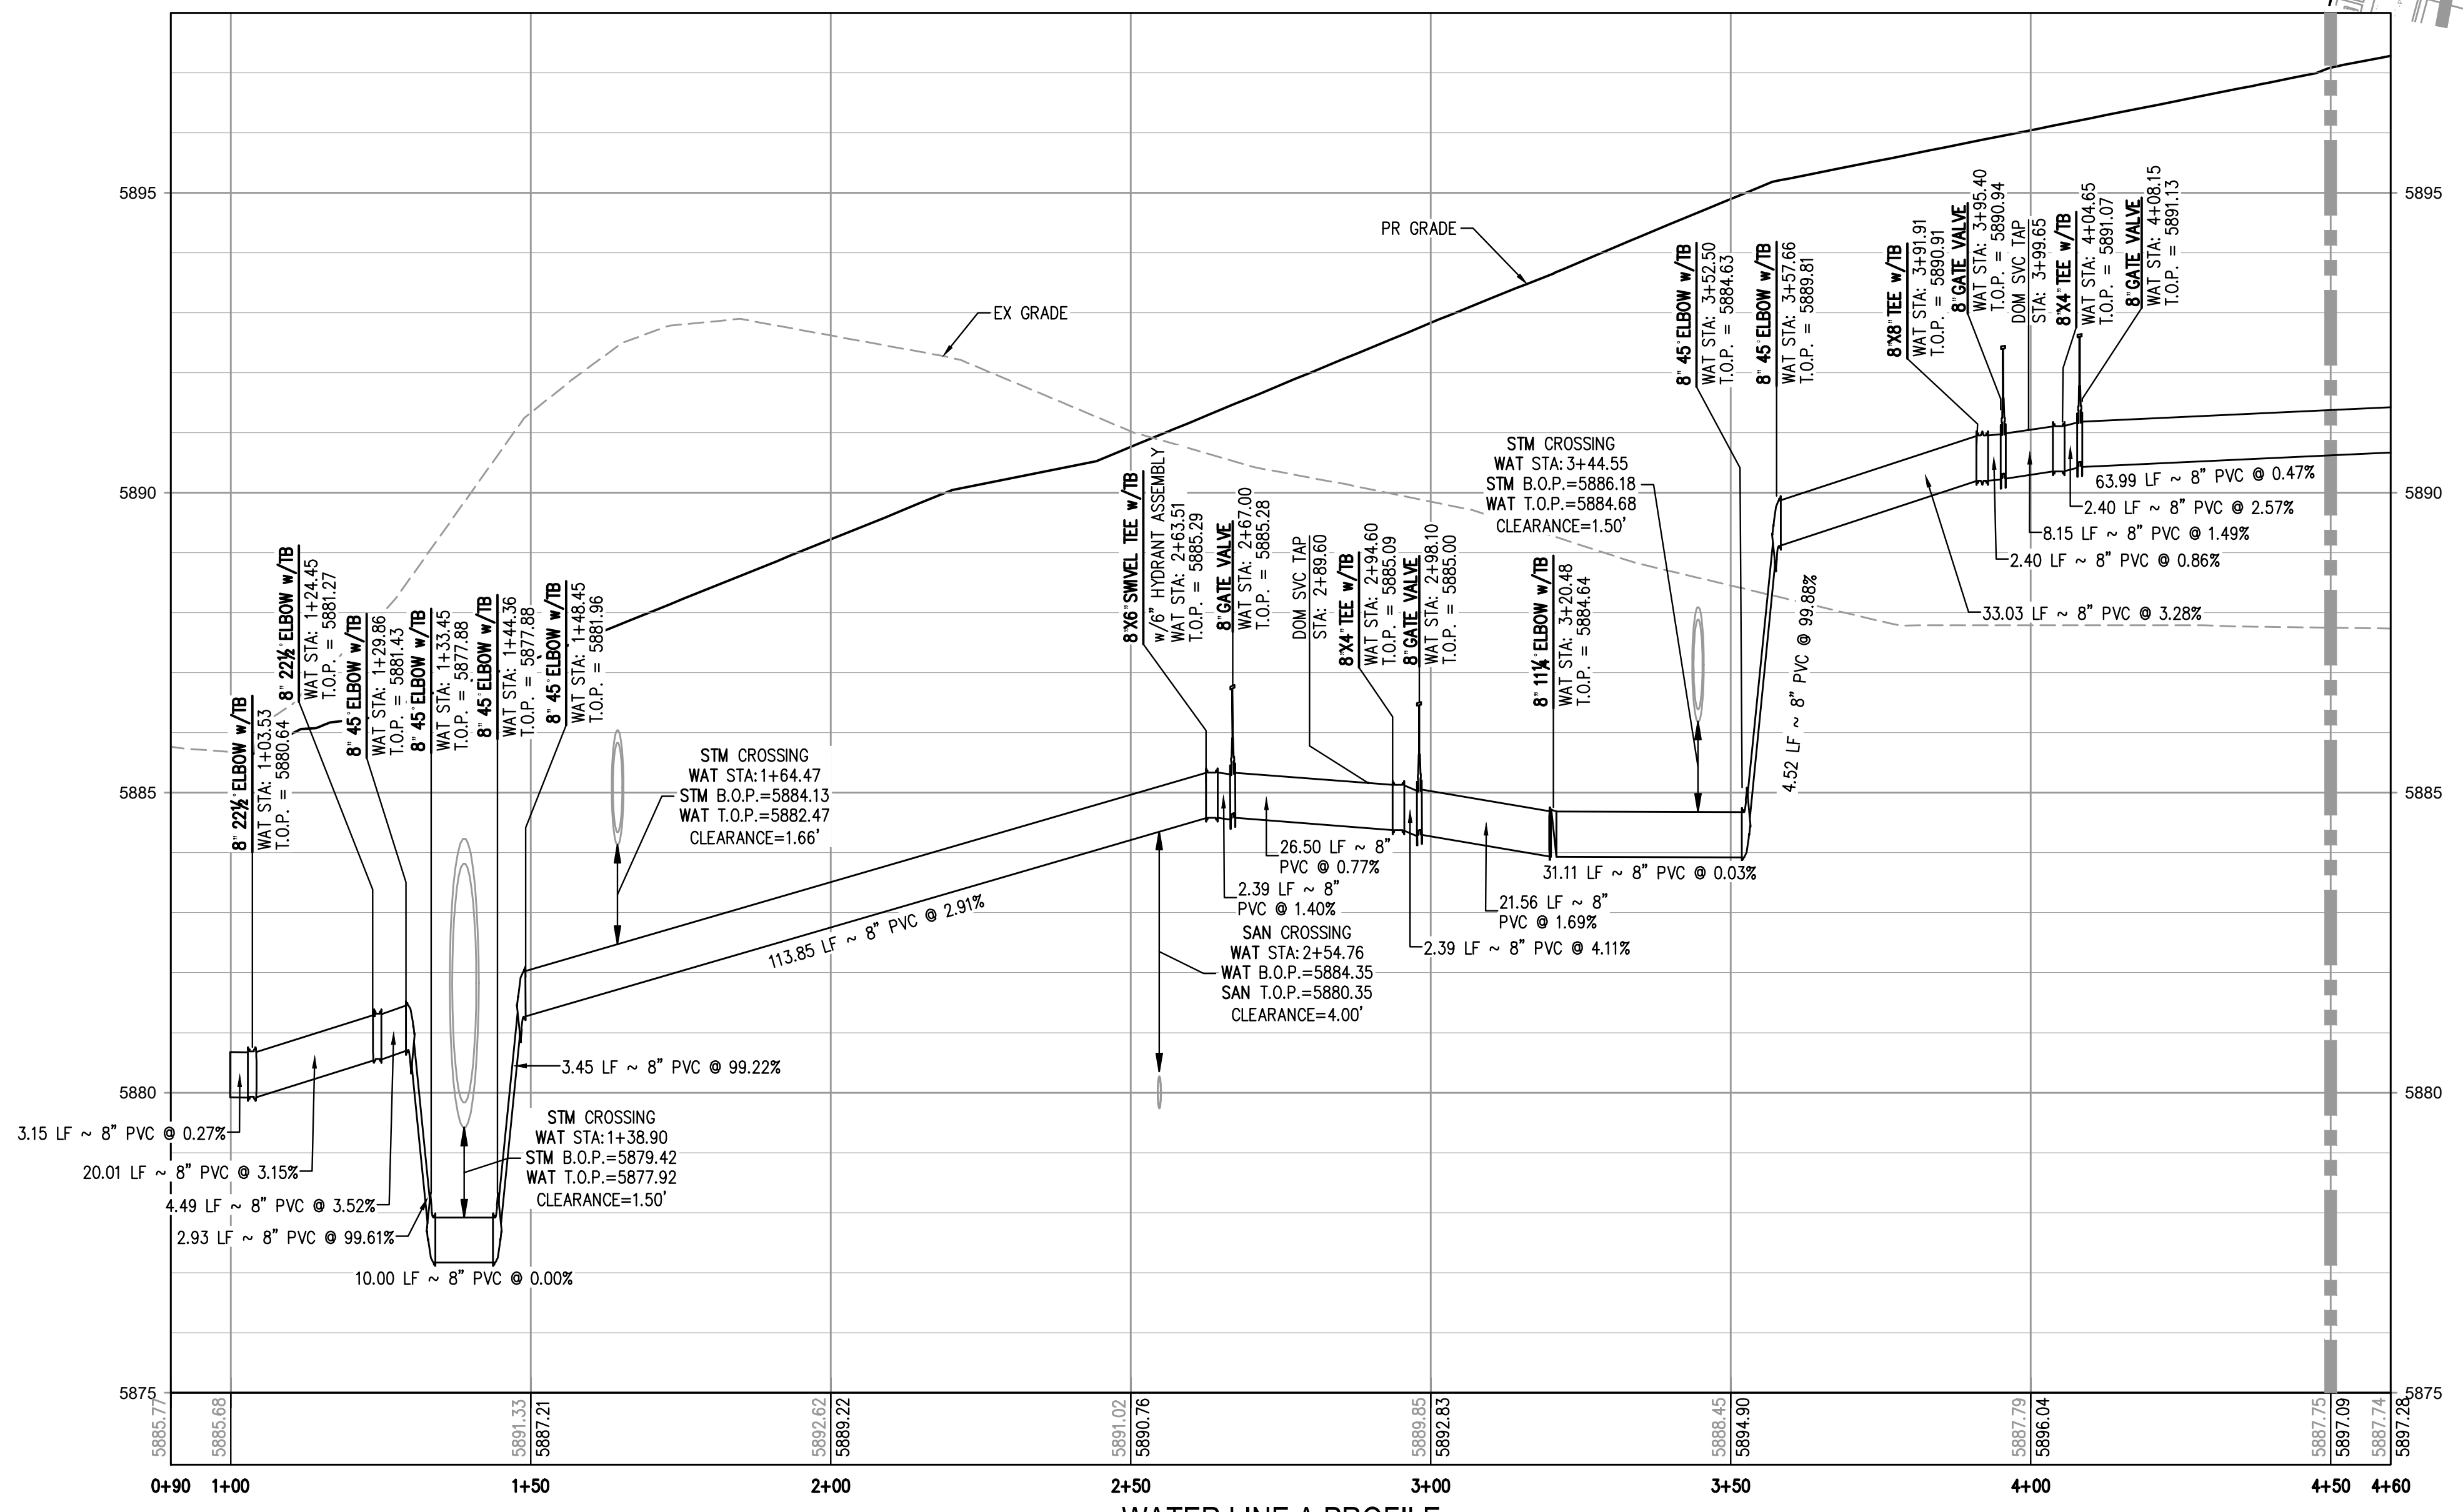 5895
5890
5885
5880
5875
5895
5890
5885
5880
5875
PR GRADE
EX GRADE
8" 22½°ELBOW w/TB
WAT STA: 1+03.53
T.O.P. = 5880.64
8" 22½°ELBOW w/TB
WAT STA: 1+24.45
T.O.P. = 5881.27
8" 45°ELBOW w/TB
WAT STA: 1+29.86
T.O.P. = 5881.43
8" 45°ELBOW w/TB
WAT STA: 1+33.45
T.O.P. = 5877.88
8" 45°ELBOW w/TB
WAT STA: 1+44.36
T.O.P. = 5877.88
8" 45°ELBOW w/TB
WAT STA: 1+48.45
T.O.P. = 5881.96
STM CROSSING
WAT STA:1+64.47
STM B.O.P.=5884.13
WAT T.O.P.=5882.47
CLEARANCE=1.66'
8"X6"SWIVEL TEE w/TB
w/6" HYDRANT ASSEMBLY
WAT STA: 2+63.51
T.O.P. = 5885.29
8"GATE VALVE
WAT STA: 2+67.00
T.O.P. = 5885.28
DOM SVC TAP
STA: 2+89.60
8"X4"TEE w/TB
WAT STA: 2+94.60
T.O.P. = 5885.09
8"GATE VALVE
WAT STA: 2+98.10
T.O.P. = 5885.00
8" 11¼°ELBOW w/TB
WAT STA: 3+20.48
T.O.P. = 5884.64
STM CROSSING
WAT STA:3+44.55
STM B.O.P.=5886.18
WAT T.O.P.=5884.68
CLEARANCE=1.50'
8" 45°ELBOW w/TB
WAT STA: 3+52.50
T.O.P. = 5884.63
8" 45°ELBOW w/TB
WAT STA: 3+57.66
T.O.P. = 5889.81
8"X8"TEE w/TB
WAT STA: 3+91.91
T.O.P. = 5890.91
8"GATE VALVE
WAT STA: 3+95.40
T.O.P. = 5890.94
DOM SVC TAP
STA: 3+99.65
8"X4"TEE w/TB
WAT STA: 4+04.65
T.O.P. = 5891.07
8"GATE VALVE
WAT STA: 4+08.15
T.O.P. = 5891.13
63.99 LF ~ 8" PVC @ 0.47%
2.40 LF ~ 8" PVC @ 2.57%
8.15 LF ~ 8" PVC @ 1.49%
2.40 LF ~ 8" PVC @ 0.86%
33.03 LF ~ 8" PVC @ 3.28%
4.52 LF ~ 8" PVC @ 99.88%
26.50 LF ~ 8"
PVC @ 0.77%
31.11 LF ~ 8" PVC @ 0.03%
2.39 LF ~ 8"
PVC @ 1.40%
21.56 LF ~ 8"
PVC @ 1.69%
2.39 LF ~ 8" PVC @ 4.11%
113.85 LF ~ 8" PVC @ 2.91%
SAN CROSSING
WAT STA:2+54.76
WAT B.O.P.=5884.35
SAN T.O.P.=5880.35
CLEARANCE=4.00'
3.45 LF ~ 8" PVC @ 99.22%
STM CROSSING
WAT STA:1+38.90
STM B.O.P.=5879.42
WAT T.O.P.=5877.92
CLEARANCE=1.50'
3.15 LF ~ 8" PVC @ 0.27%
20.01 LF ~ 8" PVC @ 3.15%
4.49 LF ~ 8" PVC @ 3.52%
2.93 LF ~ 8" PVC @ 99.61%
10.00 LF ~ 8" PVC @ 0.00%
5885.77
5885.68
5891.33
5887.21
5892.62
5889.22
5891.02
5890.76
5889.85
5892.83
5888.45
5894.90
5887.79
5896.04
5887.75
5897.09
5887.74
5897.28
0+90 1+00 1+50 2+00 2+50 3+00 3+50 4+00 4+50 4+60
WATER LINE A PROFILE